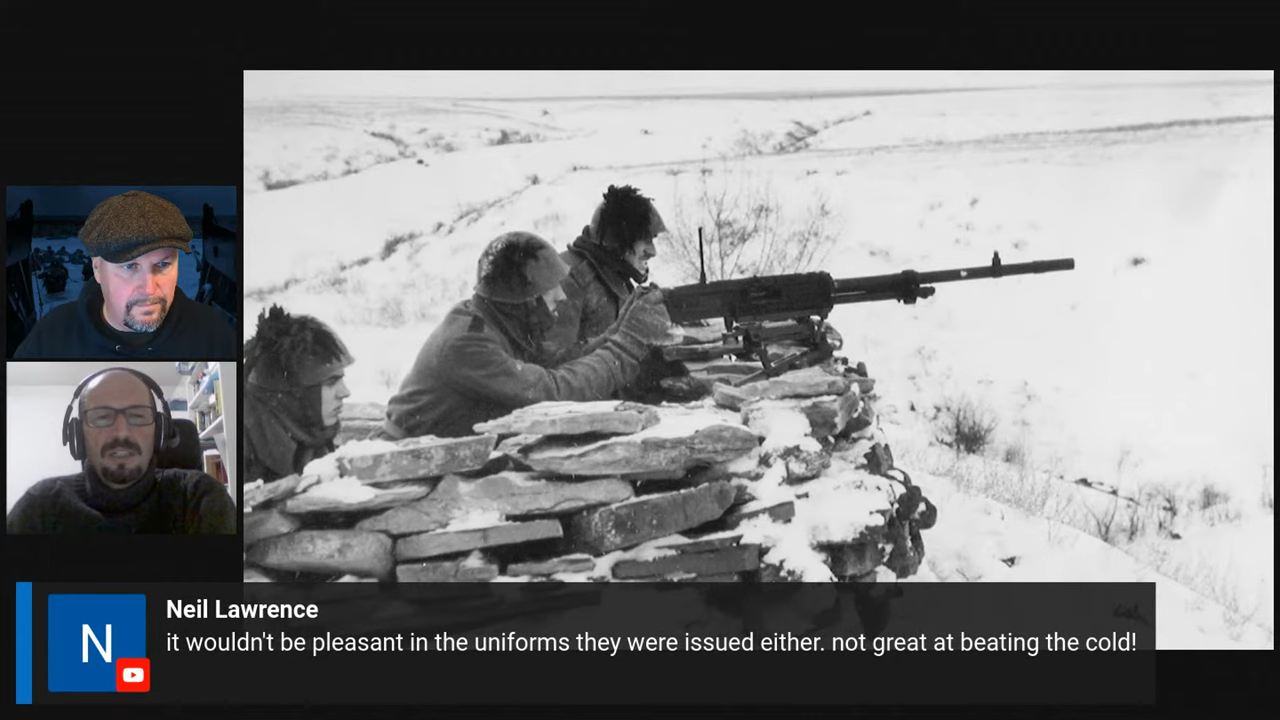 Neil Lawrence
N
it wouldn't be pleasant in the uniforms they were issued either. not great at beating the cold!